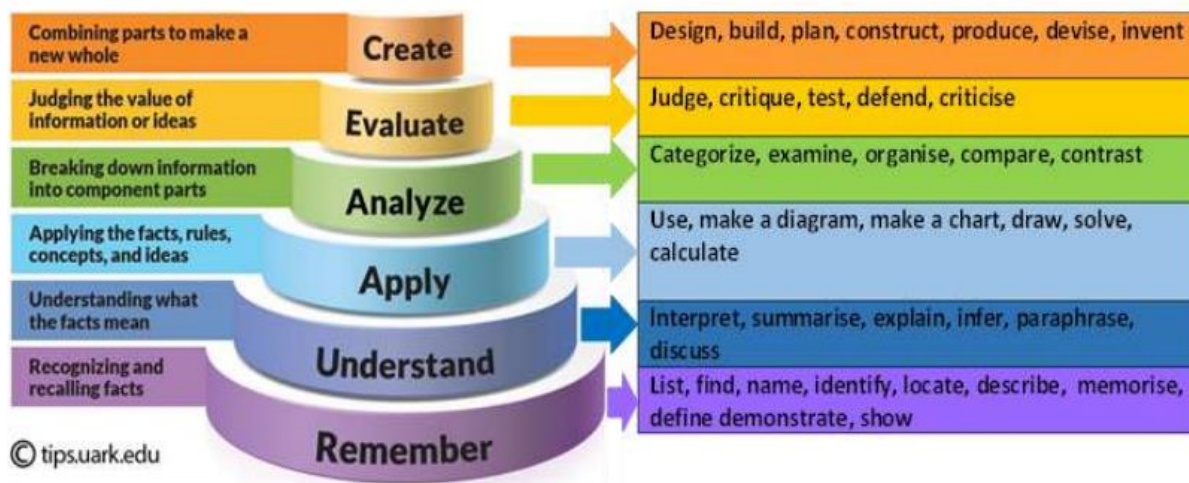 Combining parts to make a
new whole
Create
Design, build, plan, construct, produce, devise, invent
Judging the value of
information or ideas
Evaluate
Judge, critique, test, defend, criticise
Breaking down information
into component parts
Analyze
Categorize, examine, organise, compare, contrast
Applying the facts, rules,
concepts, and ideas
Apply
Use, make a diagram, make a chart, draw, solve,
calculate
Understanding what
the facts mean
Understand
Interpret, summarise, explain, infer, paraphrase,
discuss
Recognizing and
recalling facts
Remember
List, find, name, identify, locate, describe, memorise,
define demonstrate, show
© tips.uark.edu